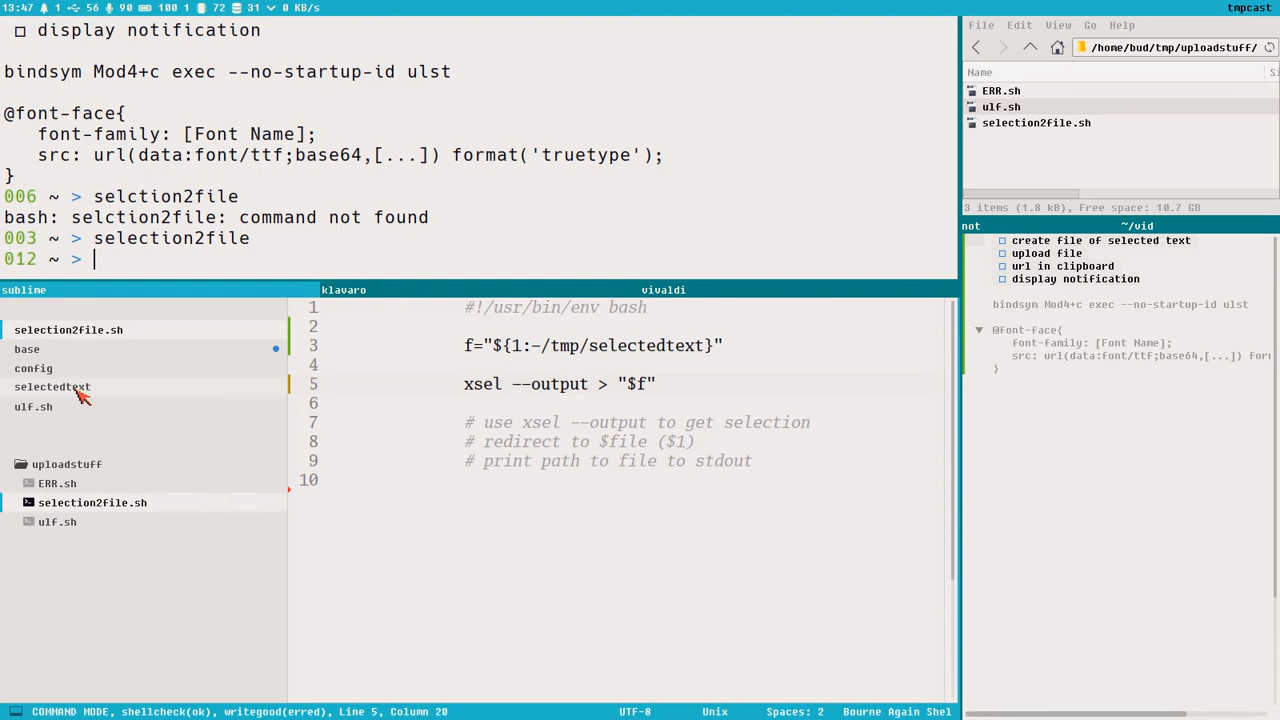 13:47 1 56 90 100 1 72 31 0 KB/s
tmpcast
display notification
bindsym Mod4+c exec --no-startup-id ulst
@font-face{
font-family: [Font Name];
src: url(data:font/ttf;base64,[...]) format('truetype');
}
006 ~ > selction2file
bash: selction2file: command not found
003 ~ > selection2file
012 ~ >
File Edit View Go Help
/home/bud/tmp/uploadstuff/
Name Si
ERR.sh
ulf.sh
selection2file.sh
3 items (1.8 kB), Free space: 10.7 GB
not ~/vid
create file of selected text
upload file
url in clipboard
display notification
bindsym Mod4+c exec --no-startup-id ulst
@font-face{
font-family: [Font Name];
src: url(data:font/ttf;base64,[...]) for
}
sublime klavaro vivaldi
selection2file.sh
base
config
selectedtext
ulf.sh
uploadstuff
ERR.sh
selection2file.sh
ulf.sh
1 #!/usr/bin/env bash
2
3 f="${1:-/tmp/selectedtext}"
4
5 xsel --output > "$f"
6
7 # use xsel --output to get selection
8 # redirect to $file ($1)
9 # print path to file to stdout
10
COMMAND MODE, shellcheck(ok), writegood(erred), Line 5, Column 20 UTF-8 Unix Spaces: 2 Bourne Again Shel